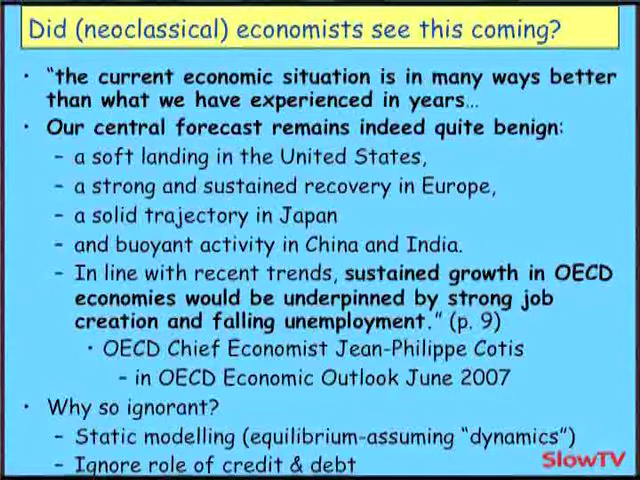 Did (neoclassical) economists see this coming?
• “the current economic situation is in many ways better
than what we have experienced in years…
• Our central forecast remains indeed quite benign:
– a soft landing in the United States,
– a strong and sustained recovery in Europe,
– a solid trajectory in Japan
– and buoyant activity in China and India.
– In line with recent trends, sustained growth in OECD
economies would be underpinned by strong job
creation and falling unemployment.” (p. 9)
• OECD Chief Economist Jean-Philippe Cotis
– in OECD Economic Outlook June 2007
• Why so ignorant?
– Static modelling (equilibrium-assuming “dynamics”)
– Ignore role of credit & debt
SlowTV